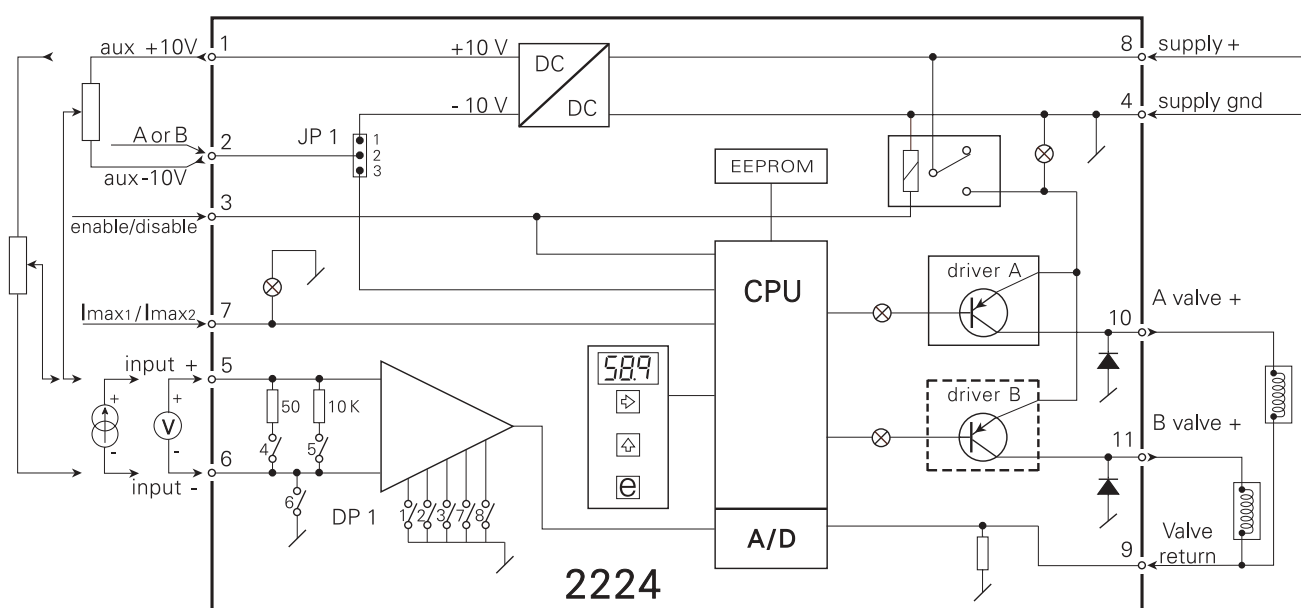 aux +10V
1
+10 V
DC
DC
8
supply +
- 10 V
4
supply gnd
A or B
2
JP 1
1
2
3
aux-10V
EEPROM
3
enable/disable
CPU
driver A
A valve +
Imax1 / Imax2
7
10
input +
5
58.9
50
10 K
driver B
B valve +
+
+
V
-
-
4
5
11
6
input -
6
DP 1
1
2
3
7
8
e
A/D
9
Valve
return
2224